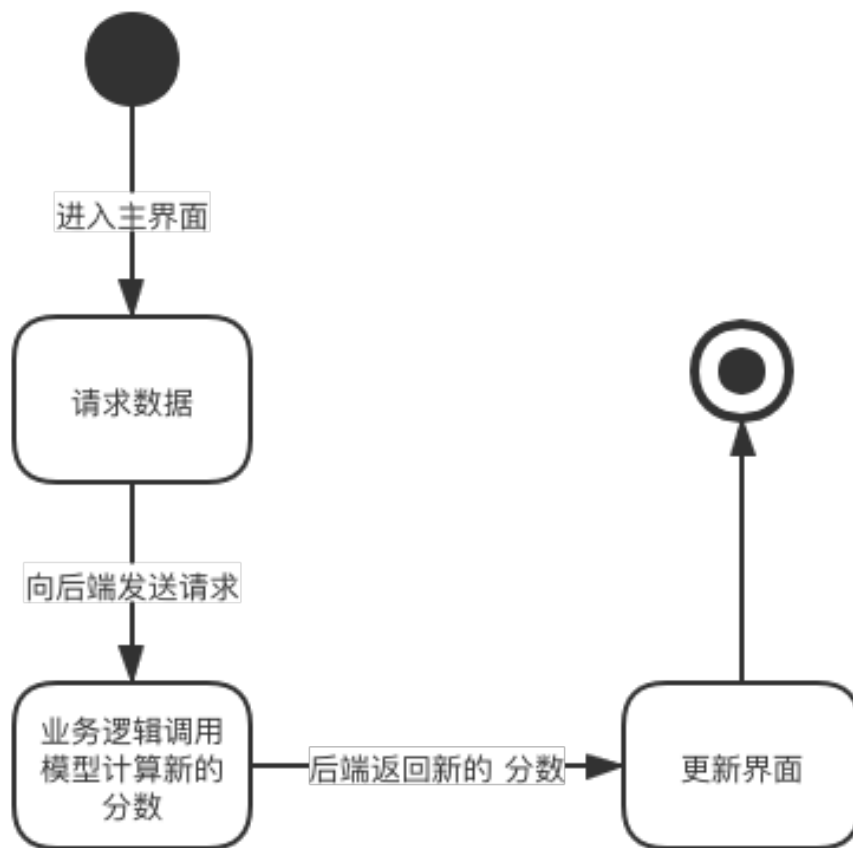 进入主界面
请求数据
向后端发送请求
业务逻辑调用
模型计算新的
分数
后端返回新的 分数
更新界面